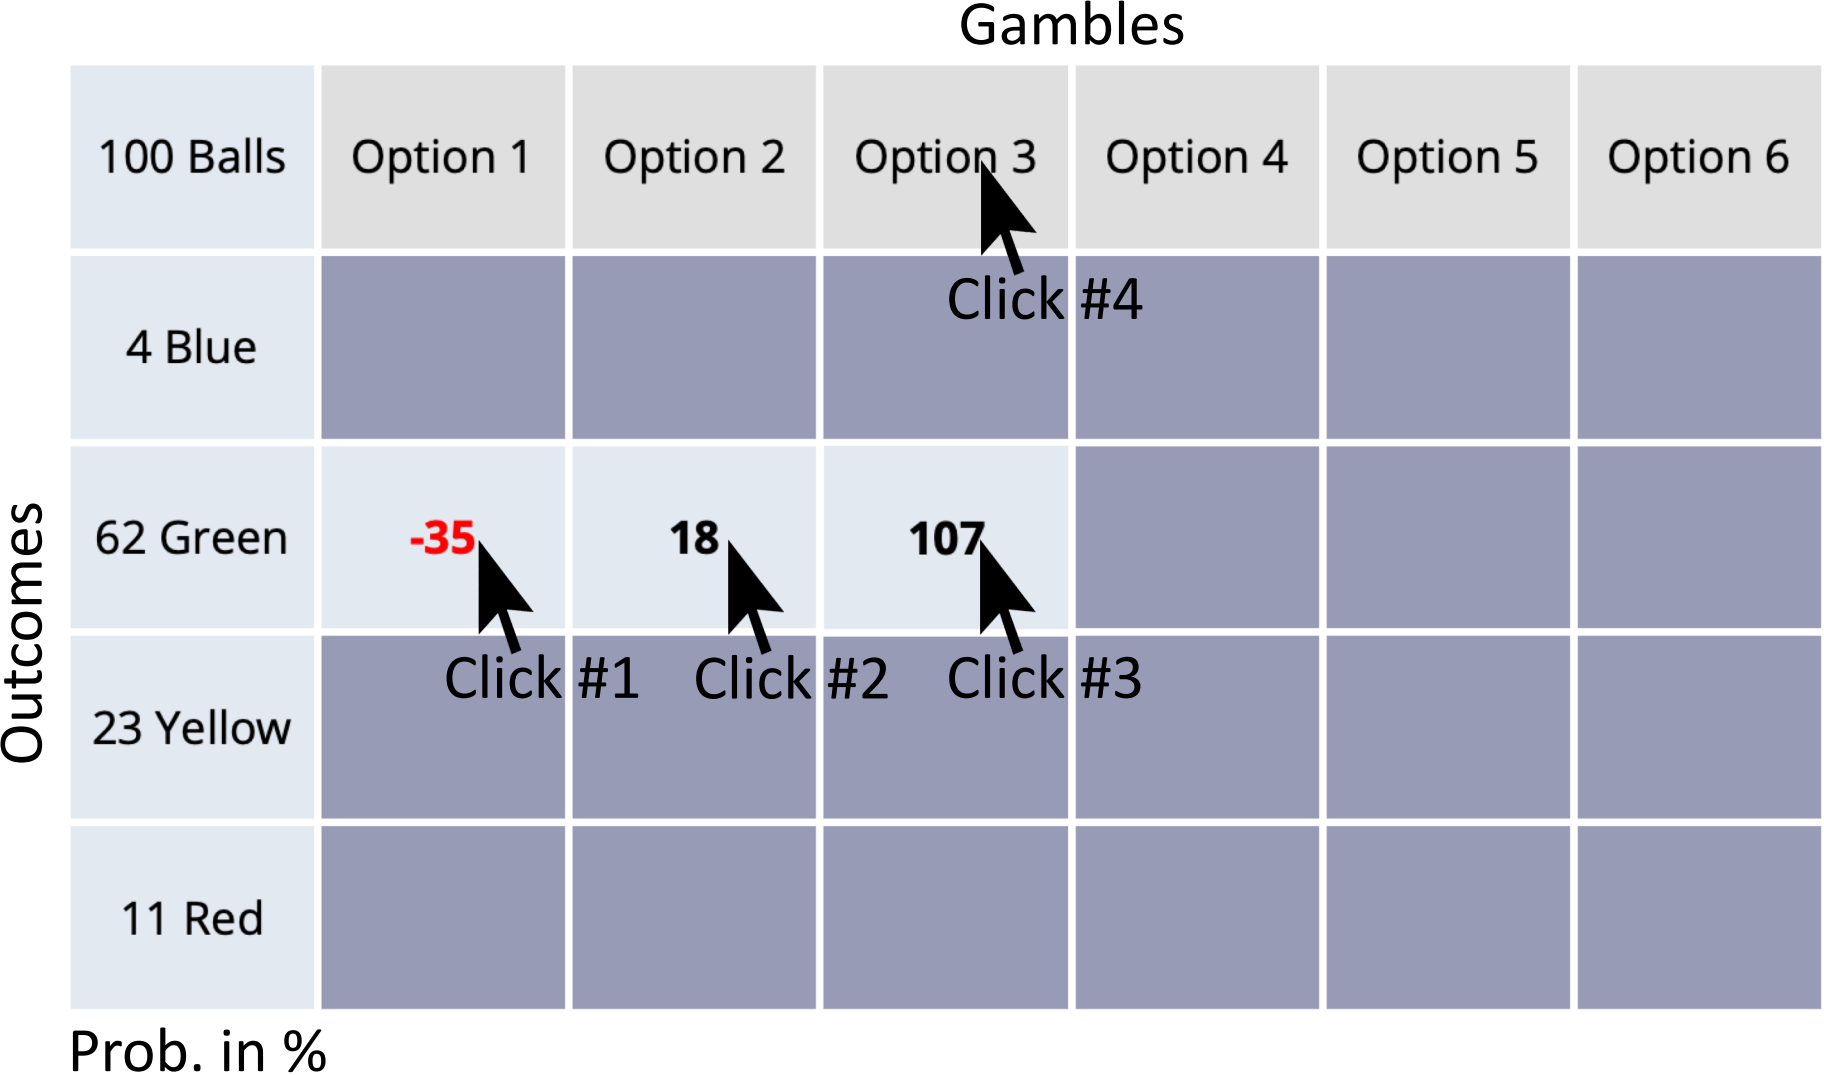 Gambles
100 Balls Option 1 Option 2 Option 3 Option 4 Option 5 Option 6
Click #4
4 Blue
Outcomes
62 Green -35 18 107
Click #1 Click #2 Click #3
23 Yellow
11 Red
Prob. in %